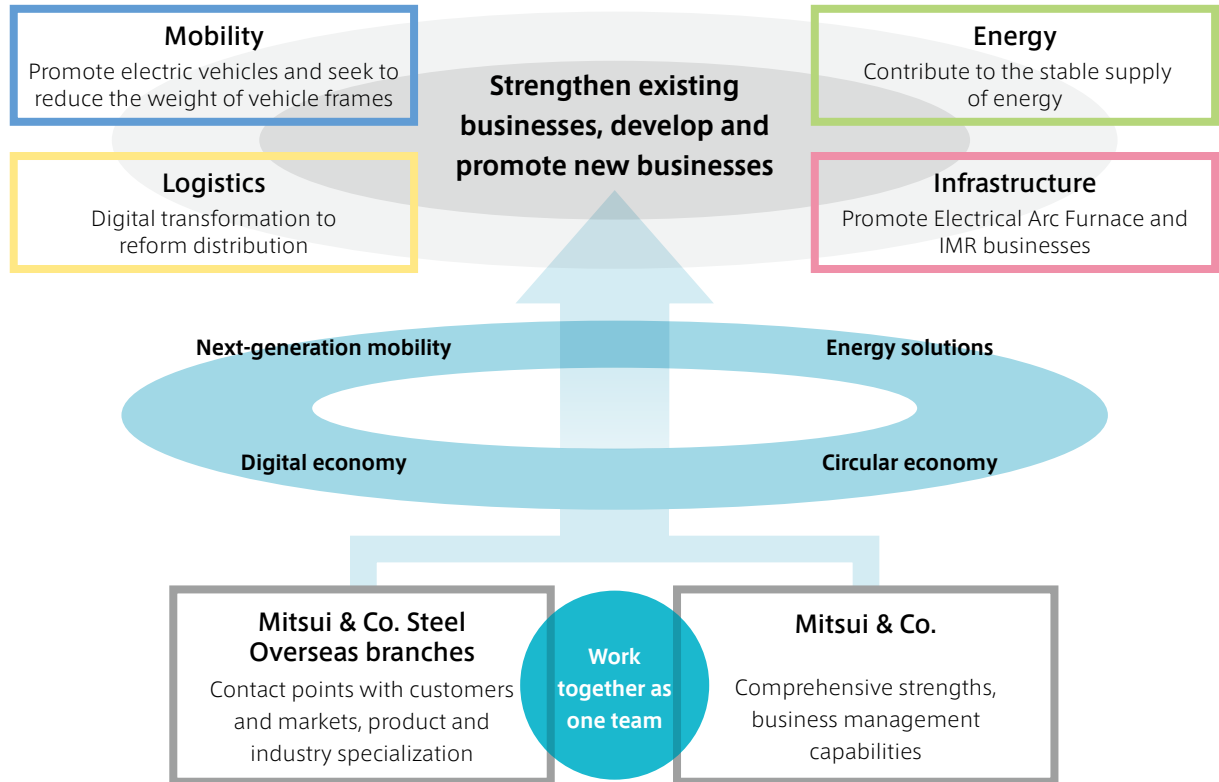 Mobility
Promote electric vehicles and seek to
reduce the weight of vehicle frames
Energy
Contribute to the stable supply
of energy
Strengthen existing
businesses, develop and
promote new businesses
Logistics
Digital transformation to
reform distribution
Infrastructure
Promote Electrical Arc Furnace and
IMR businesses
Next-generation mobility
Energy solutions
Digital economy
Circular economy
Mitsui & Co. Steel
Overseas branches
Contact points with customers
and markets, product and
industry specialization
Work
together as
one team
Mitsui & Co.
Comprehensive strengths,
business management
capabilities